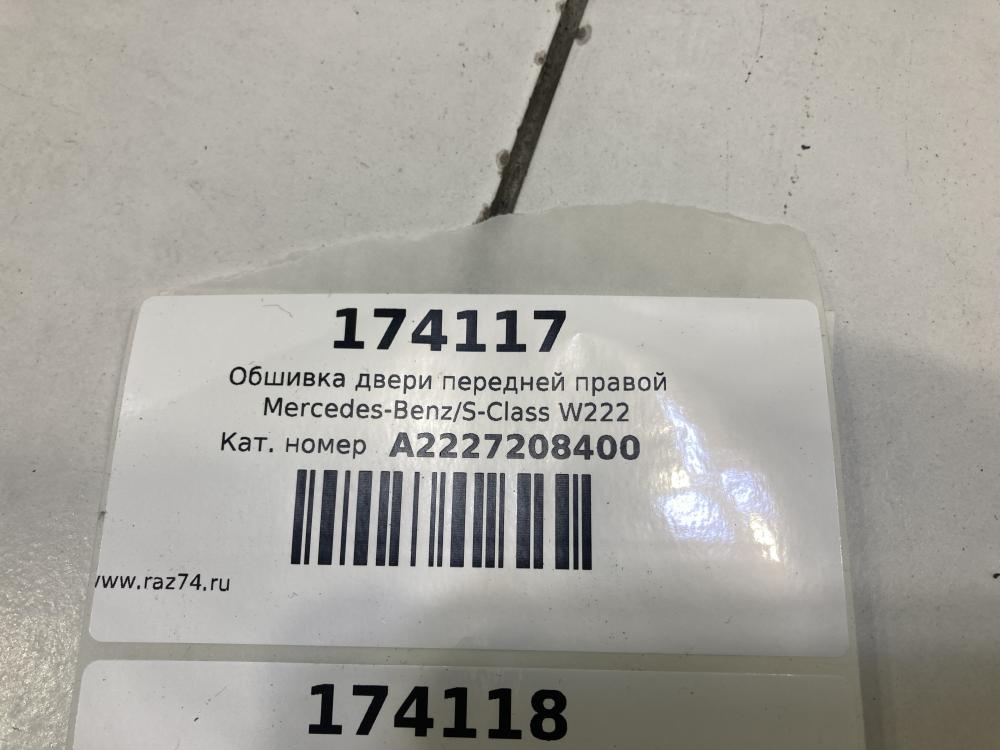 174117
Обшивка двери передней правой
Mercedes-Benz/S-Class W222
Кат. номер A2227208400
www.raz74.ru
174118